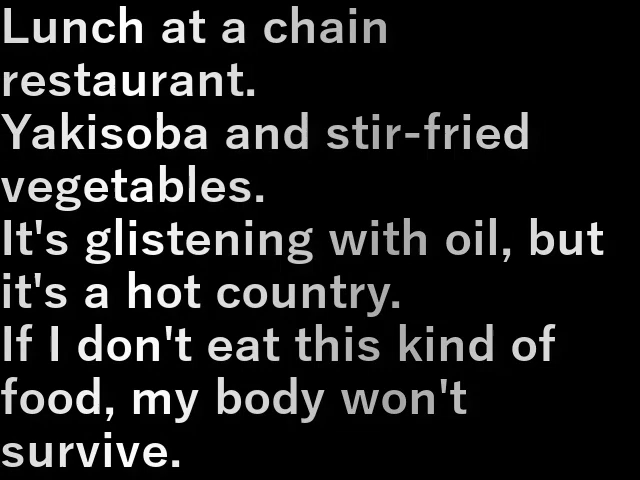 Lunch at a chain
restaurant.
Yakisoba and stir-fried
vegetables.
It's glistening with oil, but
it's a hot country.
If I don't eat this kind of
food, my body won't
survive.